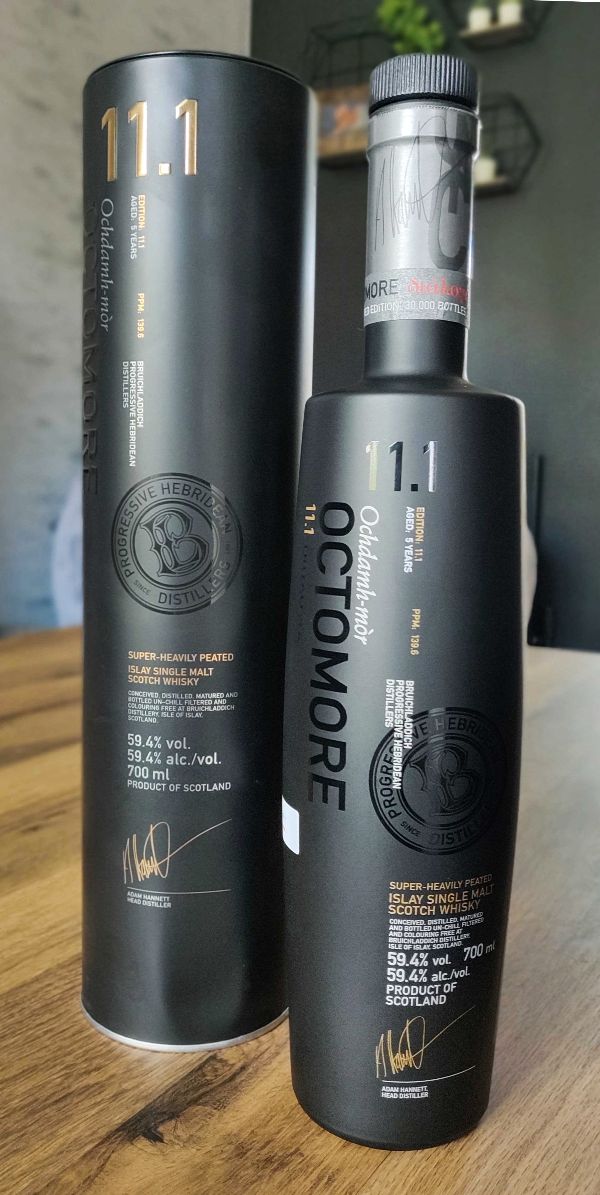 11.1
EDITION: 11.1
AGED: 5 YEARS
PPM: 139.6
Ochdamh-mòr
OCTOMORE
BRUICHLADDICH
PROGRESSIVE HEBRIDEAN
DISTILLERS
PROGRESSIVE HEBRIDEAN
B
SINCE
DISTILLERS
SUPER-HEAVILY PEATED
ISLAY SINGLE MALT
SCOTCH WHISKY
CONCEIVED, DISTILLED, MATURED AND
BOTTLED UN-CHILL FILTERED AND
COLOURING FREE AT BRUICHLADDICH
DISTILLERY, ISLE OF ISLAY,
SCOTLAND.
59.4% vol.
59.4% alc./vol.
700 ml
PRODUCT OF SCOTLAND
ADAM HANNETT
HEAD DISTILLER
MORE
ED EDITION: 30,000 BOTTLES
11.1
EDITION: 11.1
AGED: 5 YEARS
PPM: 139.6
Ochdamh-mòr
OCTOMORE
11.1
BRUICHLADDICH
PROGRESSIVE HEBRIDEAN
DISTILLERS
PROGRESSIVE HEBRI
B
SINCE
DISTILLERS
SUPER-HEAVILY PEATED
ISLAY SINGLE MALT
SCOTCH WHISKY
CONCEIVED, DISTILLED, MATURED
AND BOTTLED UN-CHILL FILTERED
AND COLOURING FREE AT
BRUICHLADDICH DISTILLERY,
ISLE OF ISLAY, SCOTLAND.
59.4% vol. 700 ml
59.4% alc./vol.
PRODUCT OF
SCOTLAND
ADAM HANNETT,
HEAD DISTILLER